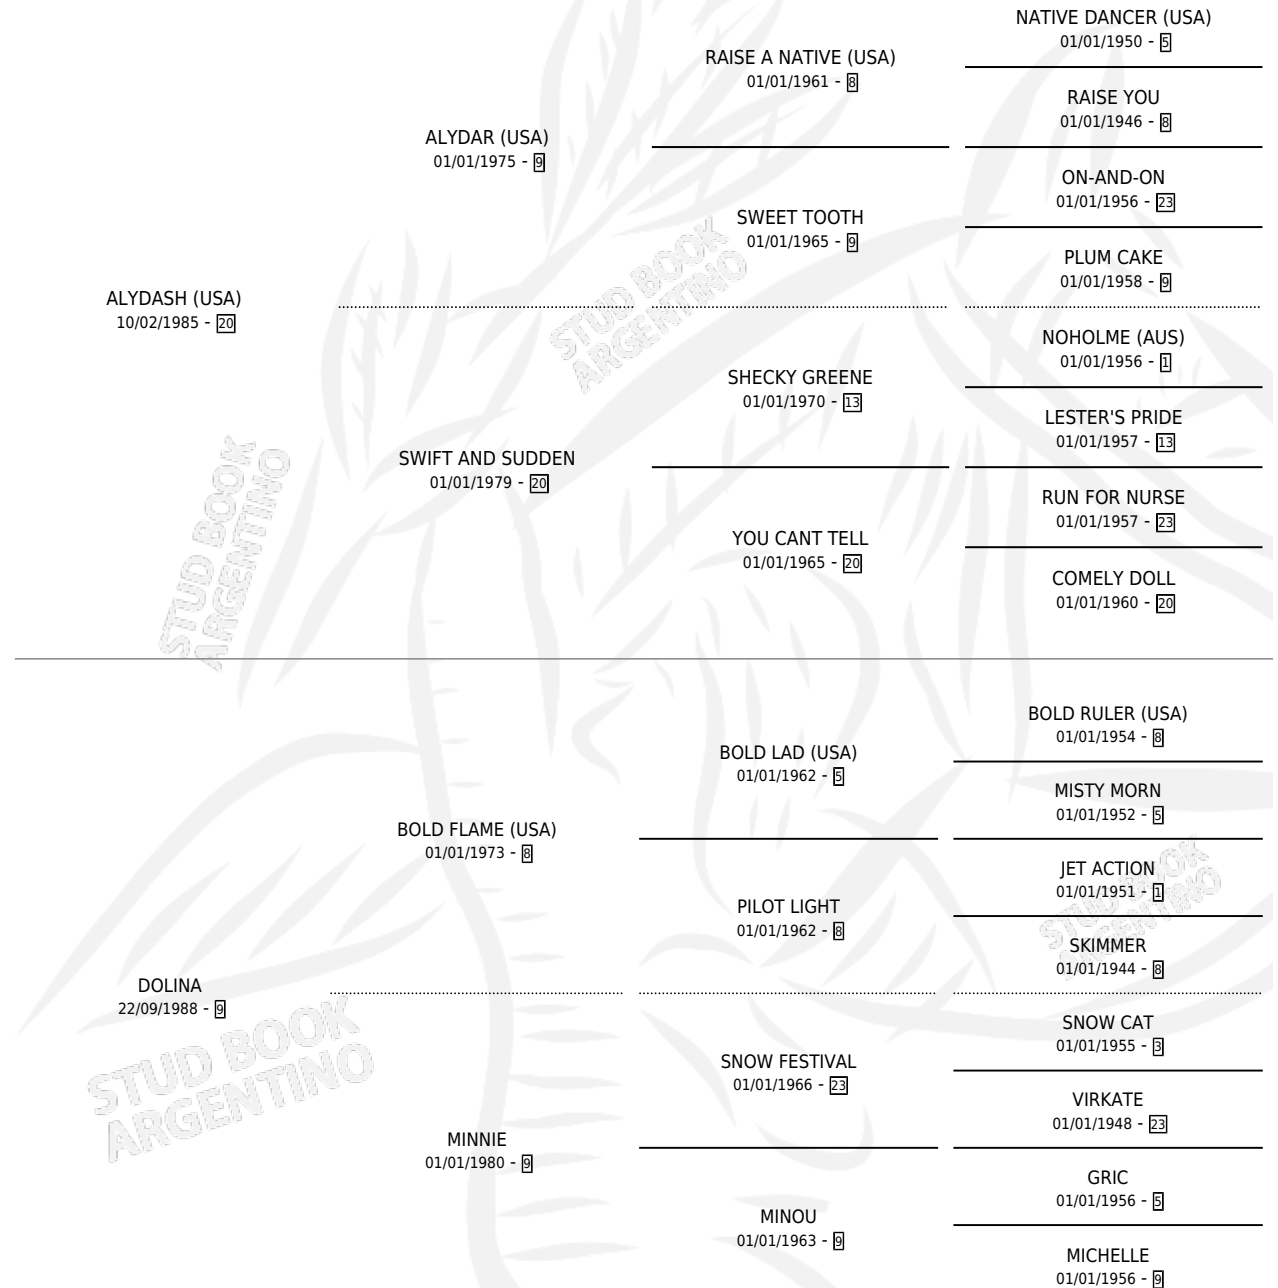 NATIVE DANCER (USA)
01/01/1950 - 5
RAISE A NATIVE (USA)
01/01/1961 - 8
RAISE YOU
01/01/1946 - 8
ALYDAR (USA)
01/01/1975 - 9
ON-AND-ON
01/01/1956 - 23
SWEET TOOTH
01/01/1965 - 9
PLUM CAKE
01/01/1958 - 9
ALYDASH (USA)
10/02/1985 - 20
NOHOLME (AUS)
01/01/1956 - 1
SHECKY GREENE
01/01/1970 - 13
LESTER'S PRIDE
01/01/1957 - 13
SWIFT AND SUDDEN
01/01/1979 - 20
RUN FOR NURSE
01/01/1957 - 23
YOU CANT TELL
01/01/1965 - 20
COMELY DOLL
01/01/1960 - 20
BOLD RULER (USA)
01/01/1954 - 8
BOLD LAD (USA)
01/01/1962 - 5
MISTY MORN
01/01/1952 - 5
BOLD FLAME (USA)
01/01/1973 - 8
JET ACTION
01/01/1951 - 1
PILOT LIGHT
01/01/1962 - 8
SKIMMER
01/01/1944 - 8
DOLINA
22/09/1988 - 9
SNOW CAT
01/01/1955 - 3
SNOW FESTIVAL
01/01/1966 - 23
VIRKATE
01/01/1948 - 23
MINNIE
01/01/1980 - 9
GRIC
01/01/1956 - 5
MINOU
01/01/1963 - 9
MICHELLE
01/01/1956 - 9
STUD BOOK
ARGENTINO
STUD BOOK
ARGENTINO
STUD BOOK
ARGENTINO
STUD BOOK
ARGENTINO